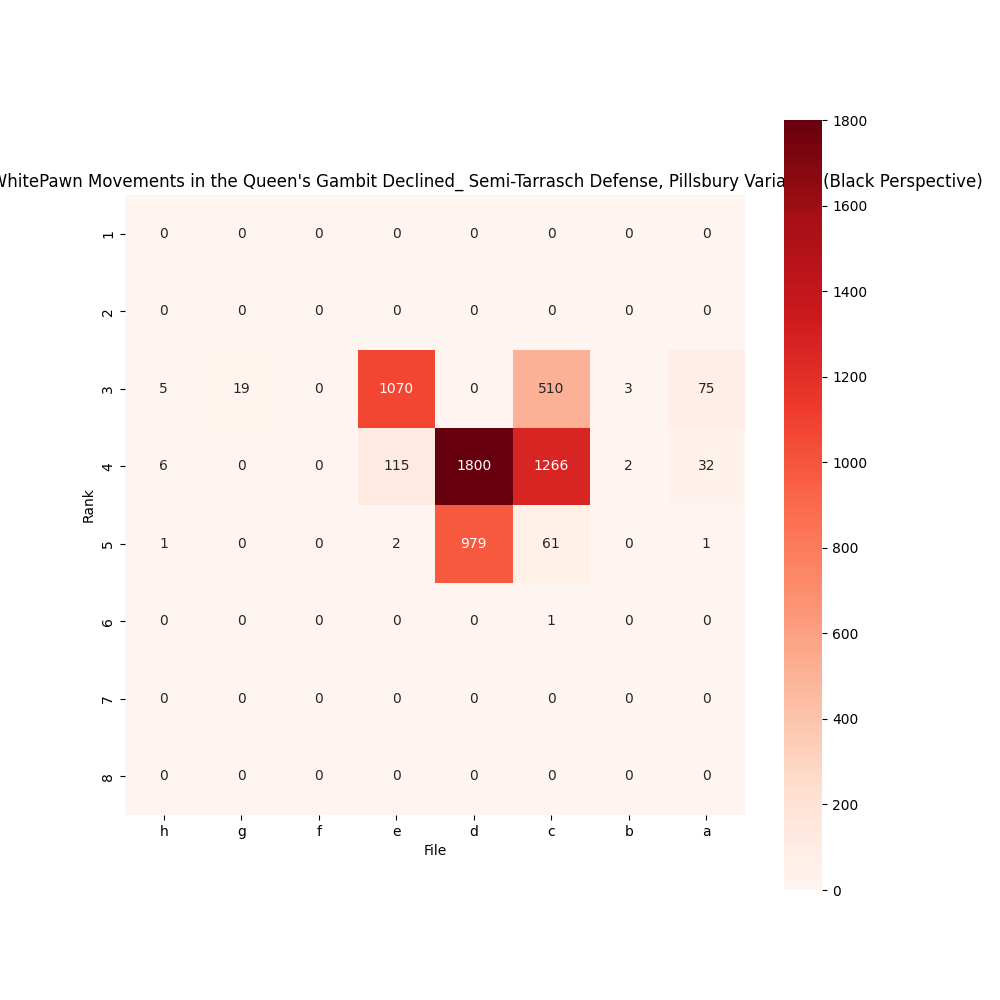 WhitePawn Movements in the Queen's Gambit Declined_ Semi-Tarrasch Defense, Pillsbury (Black Perspective)
1800
1600
1400
1200
1000
800
600
400
200
0
Rank
1 0 0 0 0 0 0 0 0
2 0 0 0 0 0 0 0 0
3 5 19 0 1070 0 510 3 75
4 6 0 0 115 1800 1266 2 32
5 1 0 0 2 979 61 0 1
6 0 0 0 0 0 1 0 0
7 0 0 0 0 0 0 0 0
8 0 0 0 0 0 0 0 0
h g f e d c b a
File